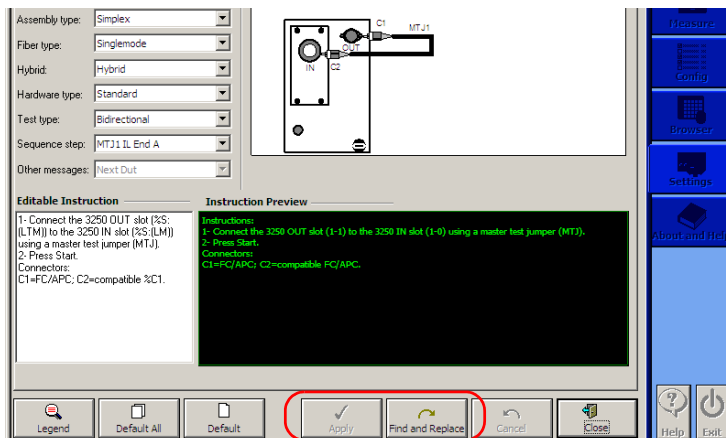 Assembly type: Simplex
Fiber type: Singlemode
Hybrid: Hybrid
Hardware type: Standard
Test type: Bidirectional
Sequence step: MTJ1 IL End A
Other messages: Next Dut
C1
MTJ1
OUT
IN
C2
Measure
Config
Browser
Settings
About and Hel
Editable Instruction
1- Connect the 3250 OUT slot (%S:
(LTM)) to the 3250 IN slot (%S:(LM))
using a master test jumper (MTJ).
2- Press Start.
Connectors:
C1=FC/APC; C2=compatible %C1.
Instruction Preview
Instructions:
1- Connect the 3250 OUT slot (1-1) to the 3250 IN slot (1-0) using a master test jumper (MTJ).
2- Press Start.
Connectors:
C1=FC/APC; C2=compatible FC/APC.
Legend
Default All
Default
Apply
Find and Replace
Cancel
Close
Help
Exit